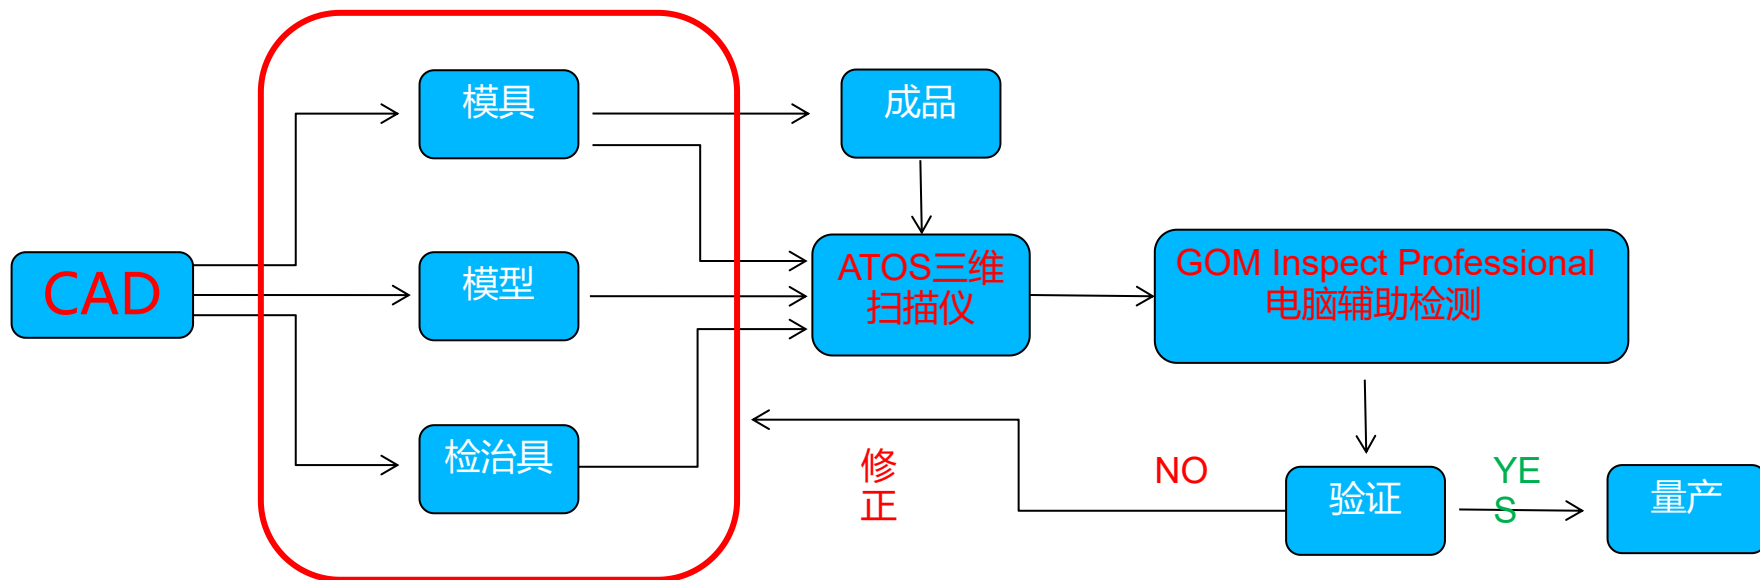 模具
成品
CAD
模型
ATOS三维
扫描仪
GOM Inspect Professional
电脑辅助检测
检治具
修
正
NO
验证
YE
S
量产